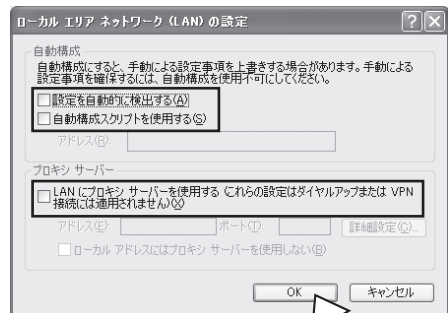 ローカル エリア ネットワーク (LAN) の設定
自動構成
自動構成にすると、手動による設定事項を上書きする場合があります。手動による
設定事項を確保するには、自動構成を使用不可にしてください。
設定を自動的に検出する(A)
自動構成スクリプトを使用する(S)
アドレス(R):
プロキシ サーバー
LAN にプロキシ サーバーを使用する (これらの設定はダイヤルアップまたは VPN
接続には適用されません)(X)
アドレス(E): ポート(T): 詳細設定(C)...
ローカル アドレスにはプロキシ サーバーを使用しない(B)
OK キャンセル